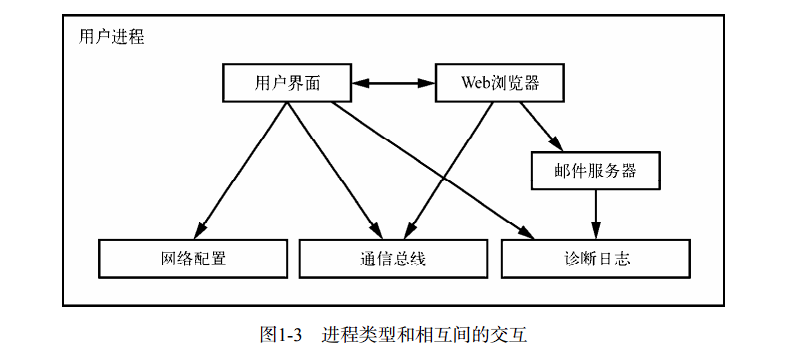 用户进程
用户界面
Web浏览器
邮件服务器
网络配置
通信总线
诊断日志
图1-3 进程类型和相互间的交互